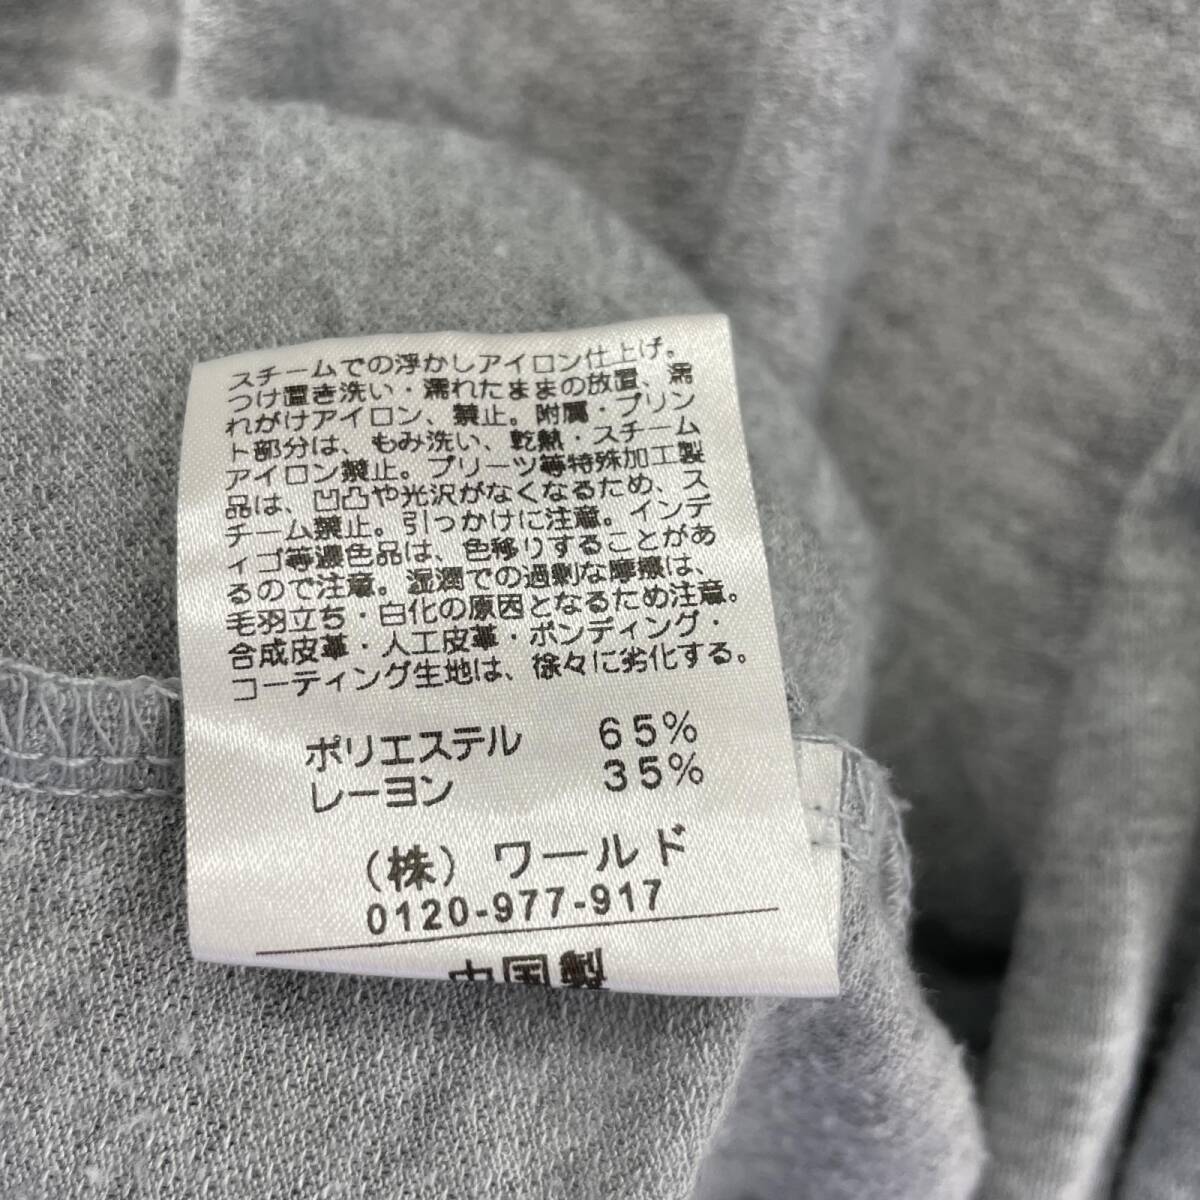 スチームでの浮かしアイロン仕上げ。
つけ置き洗い・濡れたままの放置、濡
れがけアイロン、禁止。附属・プリン
ト部分は、もみ洗い、乾熱・スチーム
アイロン禁止。プリーツ等特殊加工製
品は、凹凸や光沢がなくなるため、ス
チーム禁止。引っかけに注意。インデ
ィゴ等濃色品は、色移りすることがあ
るので注意。湿潤での過剰な摩擦は、
毛羽立ち・白化の原因となるため注意。
合成皮革・人工皮革・ボンディング・
コーティング生地は、徐々に劣化する。
ポリエステル 65%
レーヨン 35%
（株）ワールド
0120-977-917
中国製